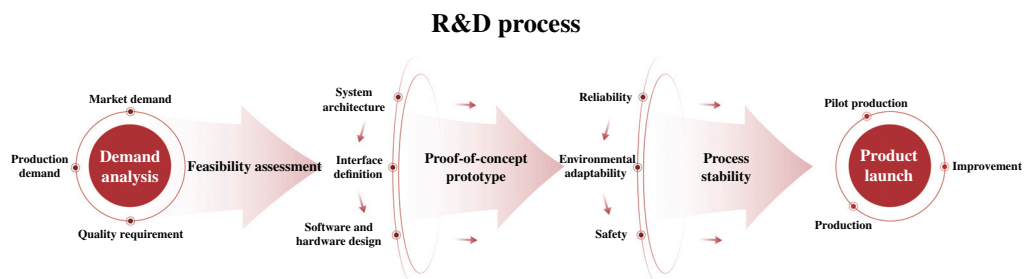 R&D process
Market demand
Production
demand
Demand
analysis
Quality requirement
Feasibility assessment
System
architecture
Interface
definition
Software and
hardware design
Proof-of-concept
prototype
Reliability
Environmental
adaptability
Safety
Process
stability
Pilot production
Product
launch
Improvement
Production